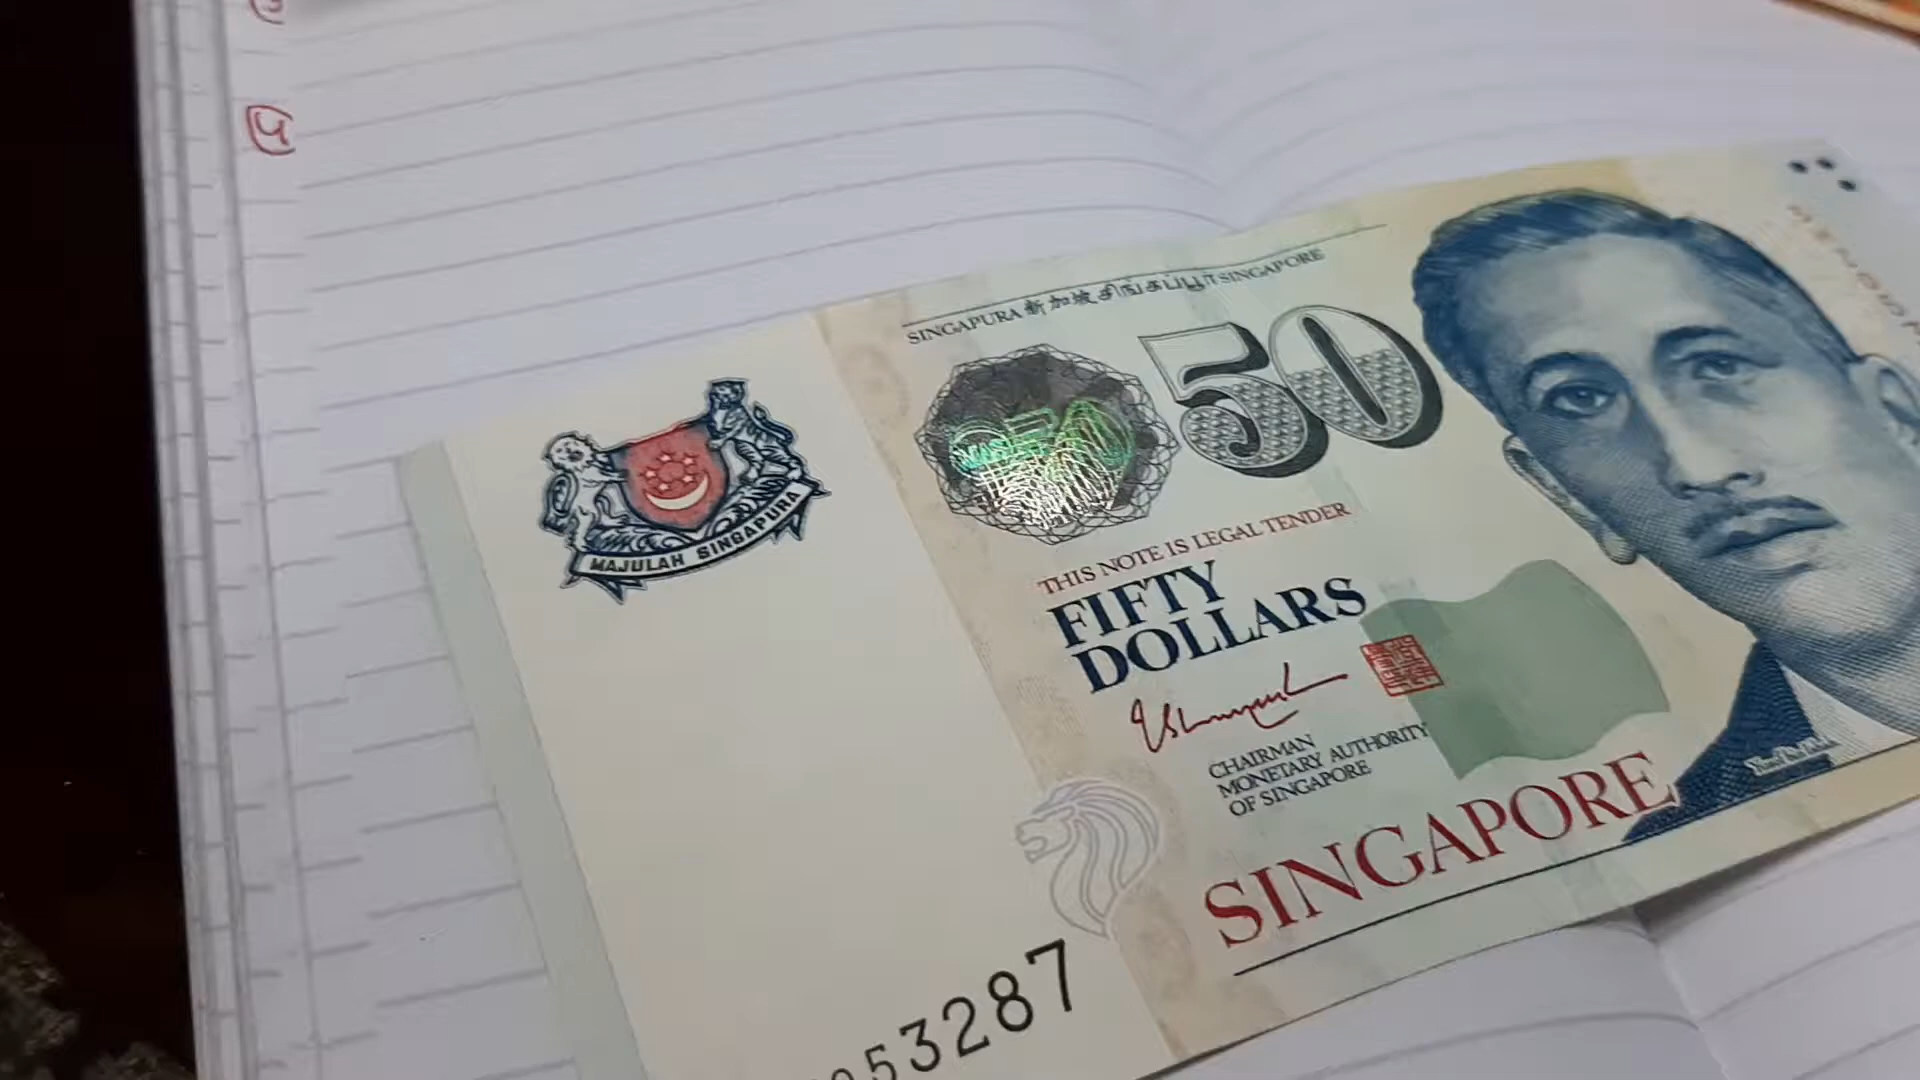 SINGAPURA 新加坡 சிங்கப்பூர் SINGAPORE
50
MAJULAH SINGAPURA
THIS NOTE IS LEGAL TENDER
FIFTY
DOLLARS
CHAIRMAN
MONETARY AUTHORITY
OF SINGAPORE
SINGAPORE
53287